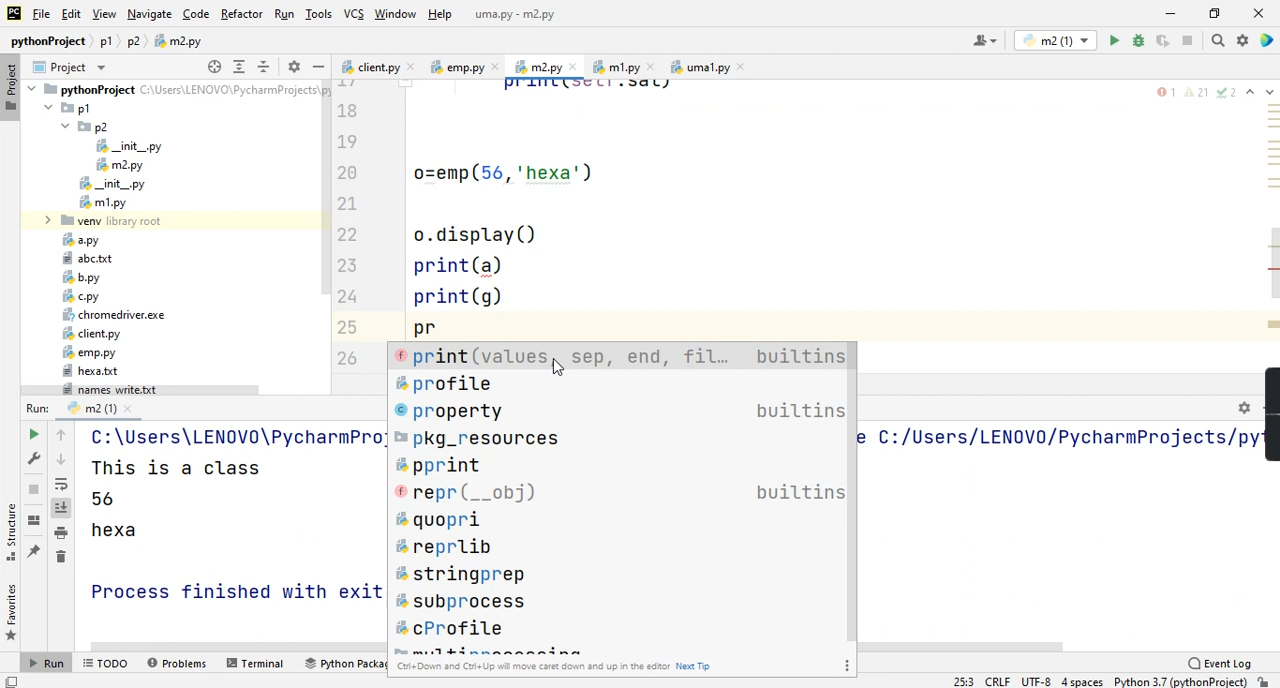 PC File Edit View Navigate Code Refactor Run Tools VCS Window Help uma.py - m2.py
pythonProject p1 p2 m2.py m2 (1)
Project client.py emp.py m2.py m1.py uma1.py
Project
pythonProject C:\Users\LENOVO\PycharmProjects\py
17 print(self.sal)
1 21 2
p1
18
p2
__init__.py
19
m2.py
20 o=emp(56,'hexa')
__init__.py
m1.py
21
venv library root
22 o.display()
a.py
abc.txt
23 print(a)
b.py
24 print(g)
c.py
chromedriver.exe
25 pr
client.py
emp.py
26
hexa.txt
names_write.txt
print(values, sep, end, fil... builtins
profile
property builtins
pkg_resources
pprint
repr(__obj) builtins
quopri
reprlib
stringprep
subprocess
cProfile
Ctrl+Down and Ctrl+Up will move caret down and up in the editor Next Tip
Run: m2 (1)
C:\Users\LENOVO\PycharmProj
e C:/Users/LENOVO/PycharmProjects/pyt
This is a class
56
hexa
Process finished with exit
Structure
Favorites
Run TODO Problems Terminal Python Packag Event Log
25:3 CRLF UTF-8 4 spaces Python 3.7 (pythonProject)